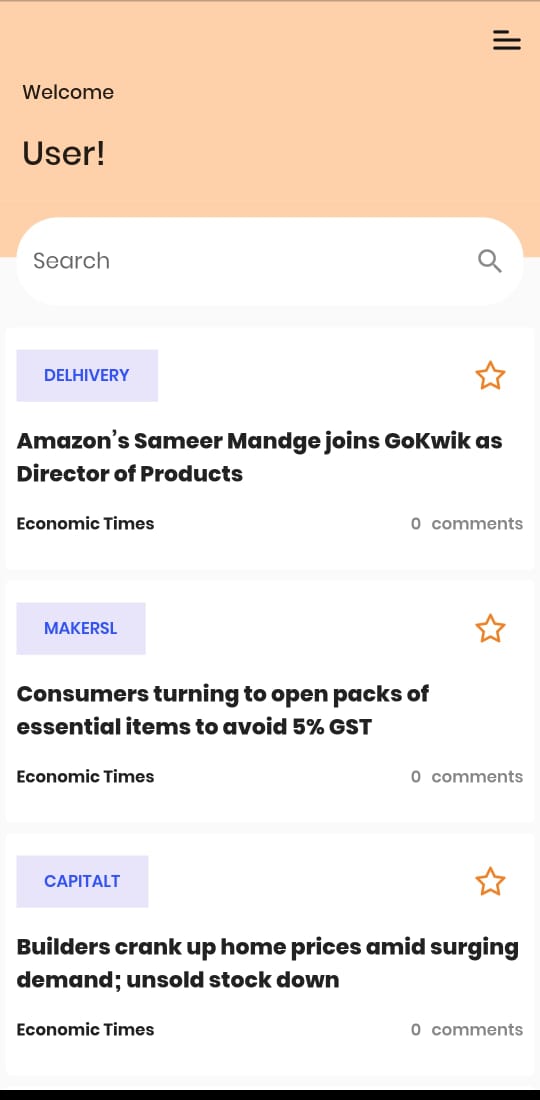 Welcome
User!
Search
DELHIVERY
Amazon’s Sameer Mandge joins GoKwik as
Director of Products
Economic Times
0 comments
MAKERSL
Consumers turning to open packs of
essential items to avoid 5% GST
Economic Times
0 comments
CAPITALT
Builders crank up home prices amid surging
demand; unsold stock down
Economic Times
0 comments